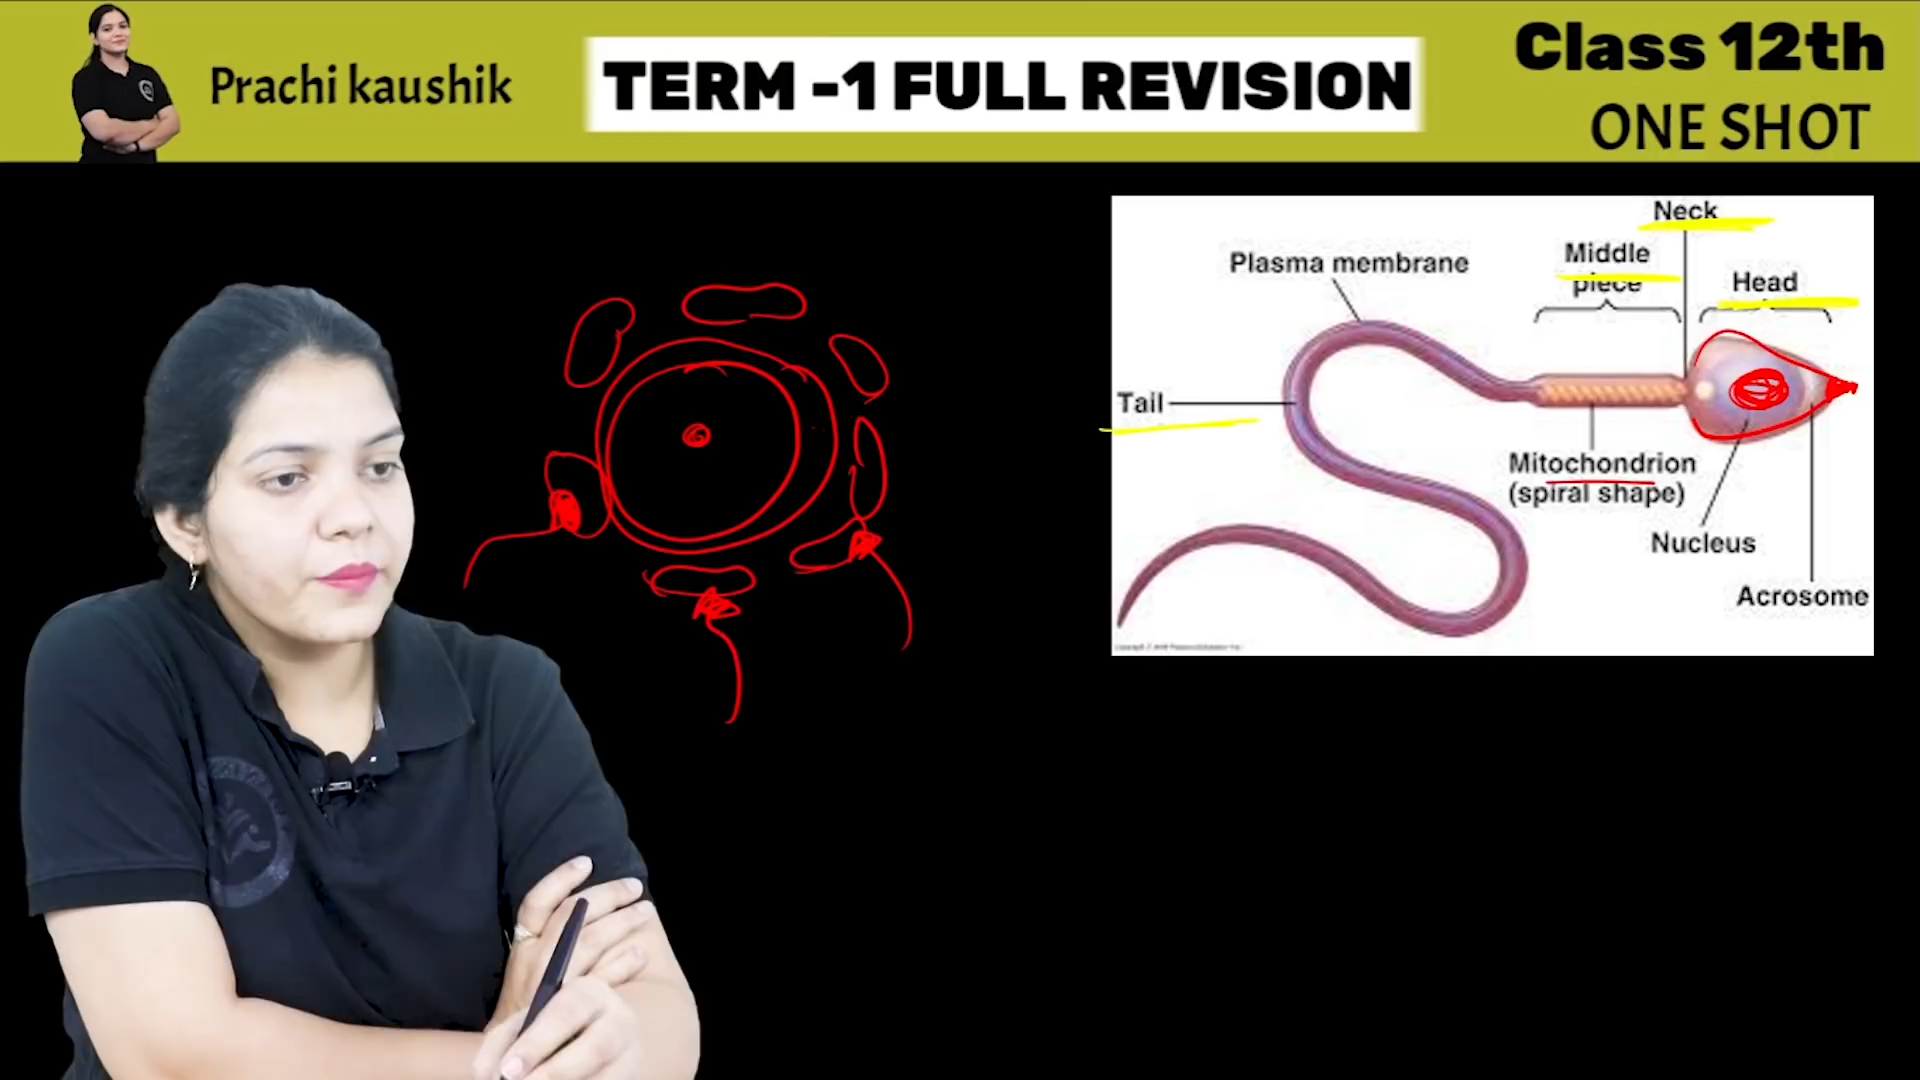 Prachi kaushik
TERM -1 FULL REVISION
Class 12th
ONE SHOT
Neck
Middle
piece
Plasma membrane
Head
Tail
Mitochondrion
(spiral shape)
Nucleus
Acrosome